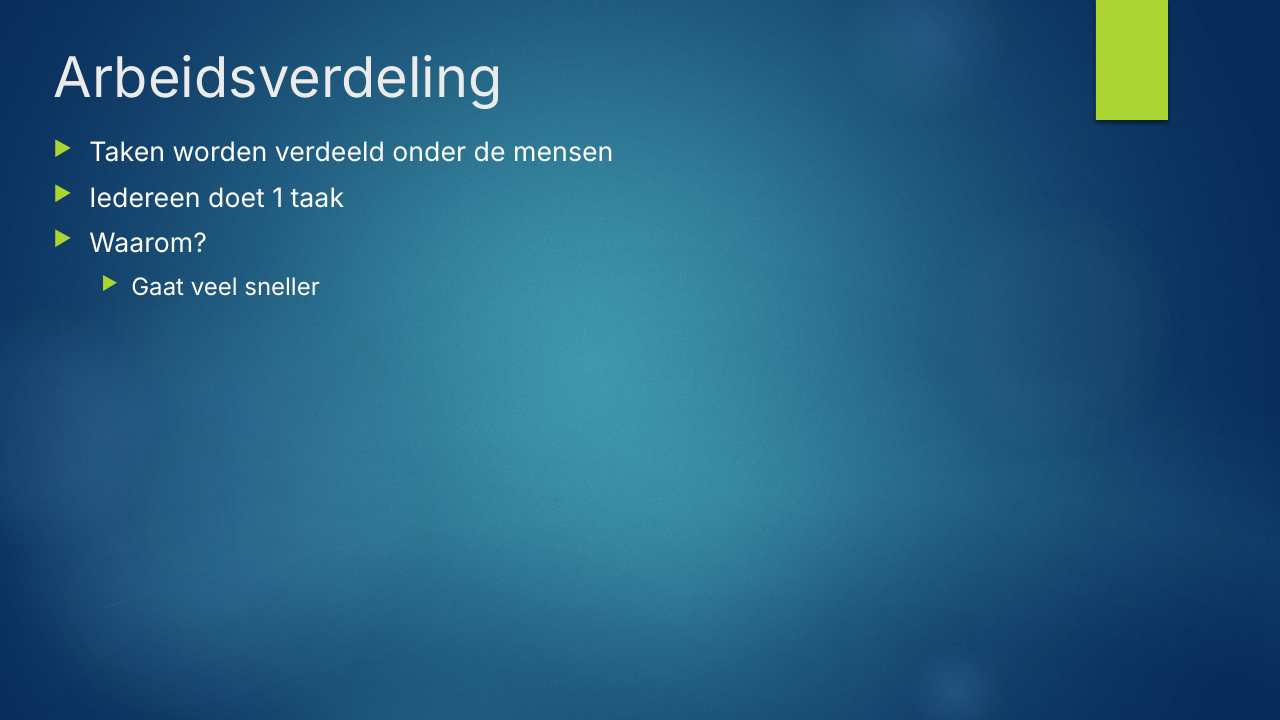 Arbeidsverdeling
Taken worden verdeeld onder de mensen
Iedereen doet 1 taak
Waarom?
Gaat veel sneller